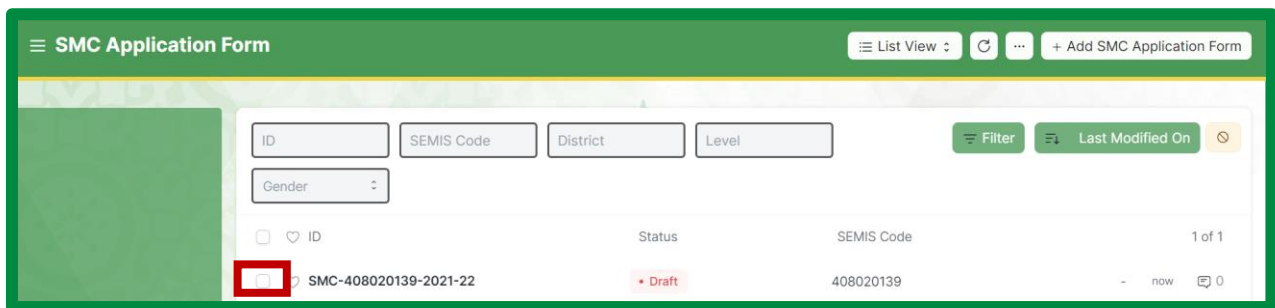 SMC Application Form
List View
...
+ Add SMC Application Form
ID
SEMIS Code
District
Level
Filter
Last Modified On
Gender
ID Status SEMIS Code 1 of 1
SMC-408020139-2021-22 • Draft 408020139 - now 0